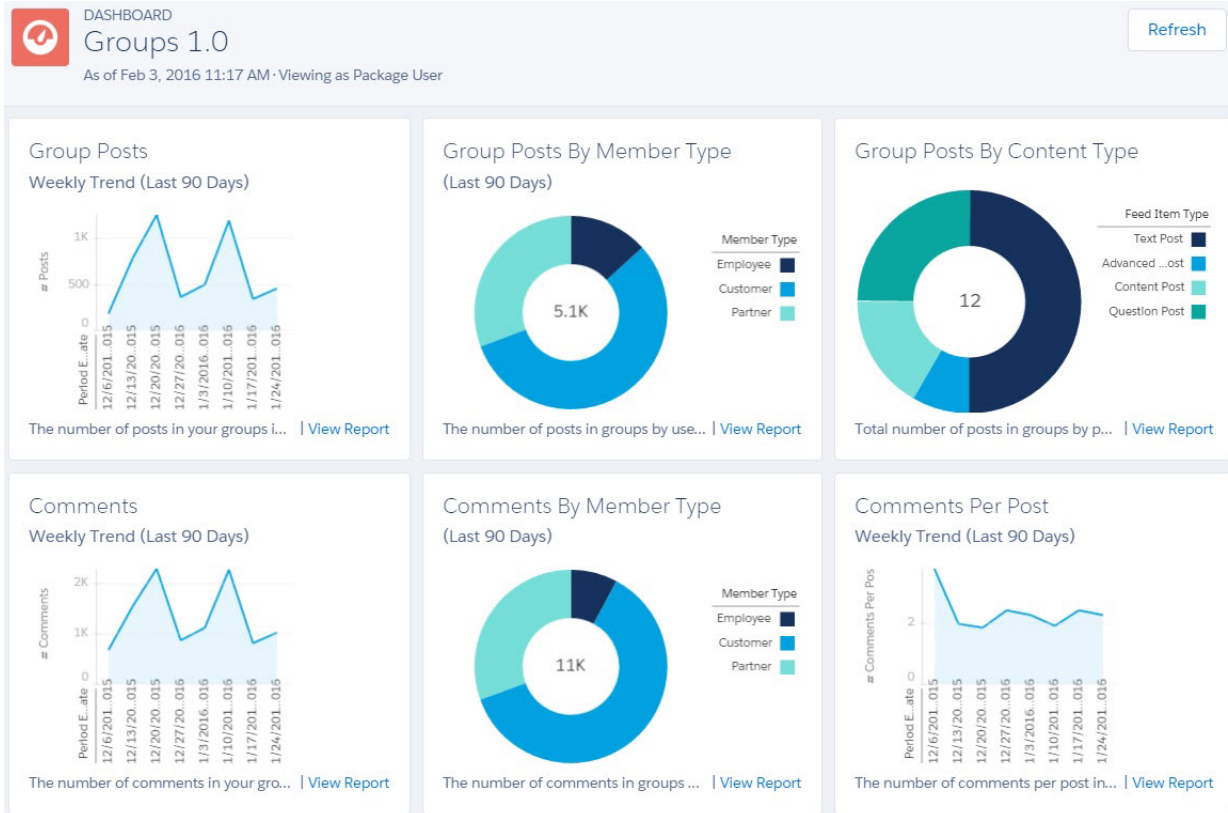 DASHBOARD
Groups 1.0
As of Feb 3, 2016 11:17 AM · Viewing as Package User
Refresh
Group Posts
Weekly Trend (Last 90 Days)
# Posts
1K
500
0
Period E...ate
12/6/201...015
12/13/20...015
12/20/20...015
12/27/20...016
1/3/2016...016
1/10/201...016
1/17/201...016
1/24/201...016
The number of posts in your groups i... | View Report
Group Posts By Member Type
(Last 90 Days)
5.1K
Member Type
Employee
Customer
Partner
The number of posts in groups by use... | View Report
Group Posts By Content Type
12
Feed Item Type
Text Post
Advanced ...ost
Content Post
Question Post
Total number of posts in groups by p... | View Report
Comments
Weekly Trend (Last 90 Days)
# Comments
2K
1K
0
Period E...ate
12/6/201...015
12/13/20...015
12/20/20...015
12/27/20...016
1/3/2016...016
1/10/201...016
1/17/201...016
1/24/201...016
The number of comments in your gro... | View Report
Comments By Member Type
(Last 90 Days)
11K
Member Type
Employee
Customer
Partner
The number of comments in groups ... | View Report
Comments Per Post
Weekly Trend (Last 90 Days)
# Comments Per Pos
2
0
Period E...ate
12/6/201...015
12/13/20...015
12/20/20...015
12/27/20...016
1/3/2016...016
1/10/201...016
1/17/201...016
1/24/201...016
The number of comments per post in... | View Report